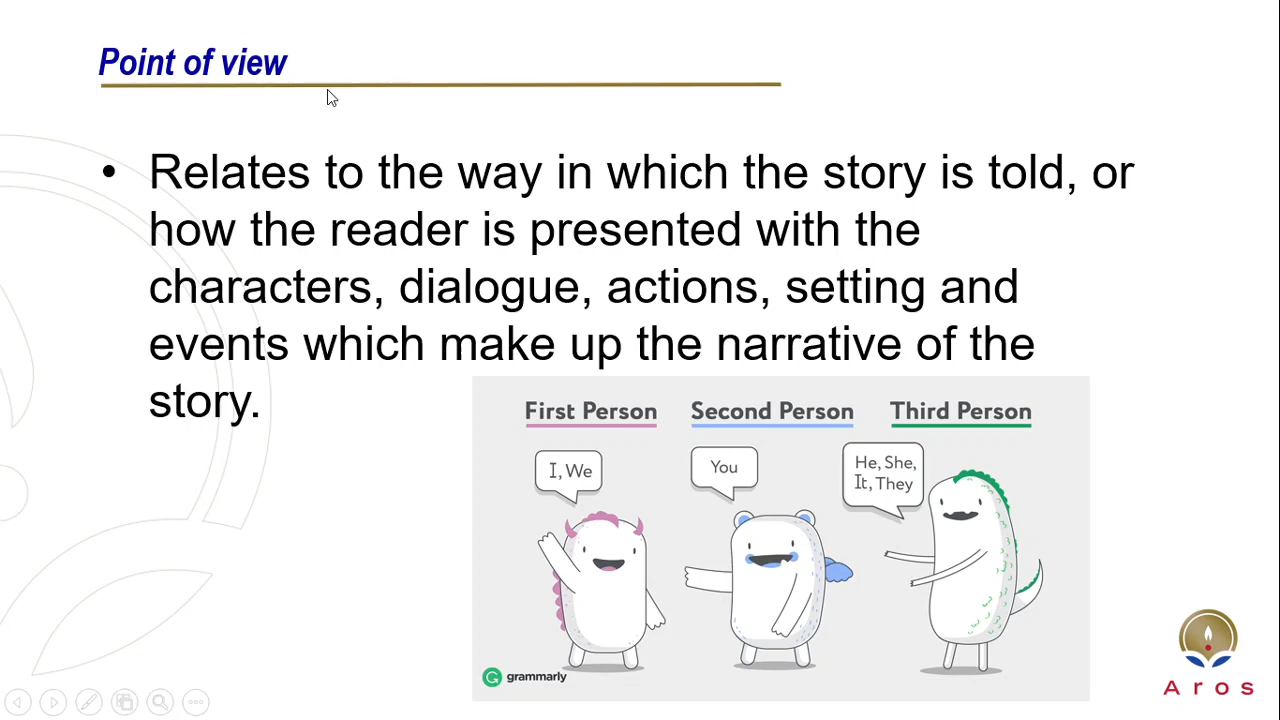 Point of view
• Relates to the way in which the story is told, or
how the reader is presented with the
characters, dialogue, actions, setting and
events which make up the narrative of the
story.
First Person
Second Person
Third Person
I, We
You
He, She,
It, They
grammarly
Aros